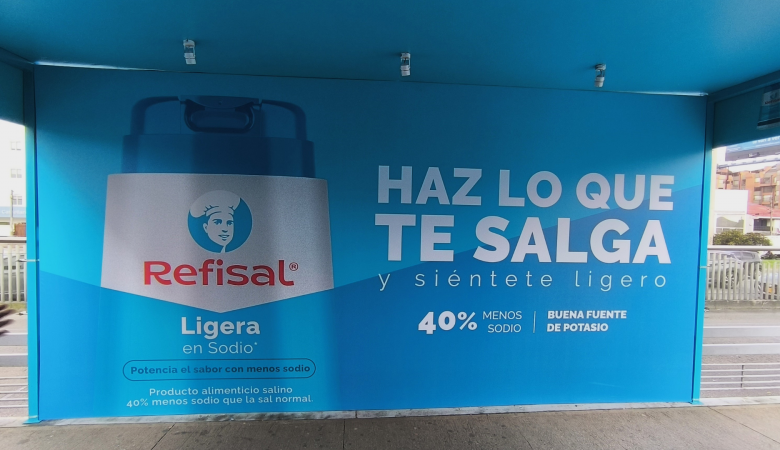 Refisal®
Ligera
en Sodio*
Potencia el sabor con menos sodio
Producto alimenticio salino
40% menos sodio que la sal normal.
HAZ LO QUE
TE SALGA
y siéntete ligero
40% MENOS
SODIO
BUENA FUENTE
DE POTASIO